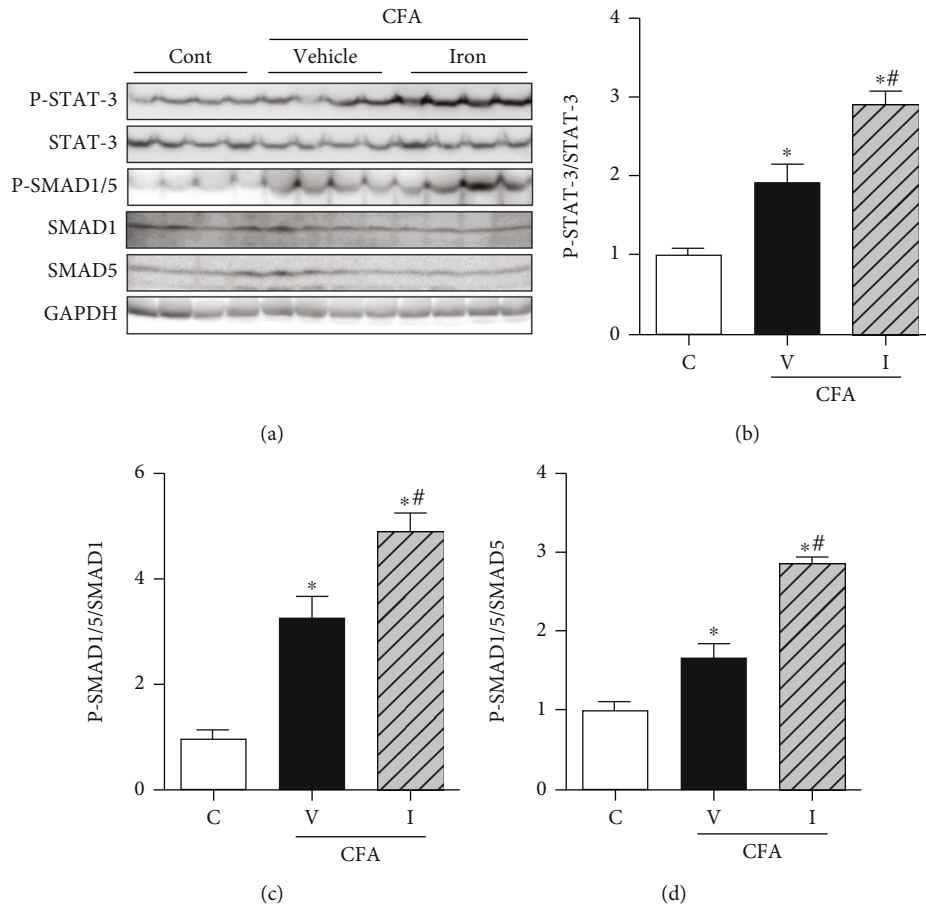 CFA
Cont Vehicle Iron
P-STAT-3
STAT-3
P-SMAD1/5
SMAD1
SMAD5
GAPDH
(a)
P-STAT-3/STAT-3
4
3
2
1
0
*
*#
C V I
CFA
(b)
P-SMAD1/5/SMAD1
6
4
2
0
*
*#
C V I
CFA
(c)
P-SMAD1/5/SMAD5
4
3
2
1
0
*
*#
C V I
CFA
(d)